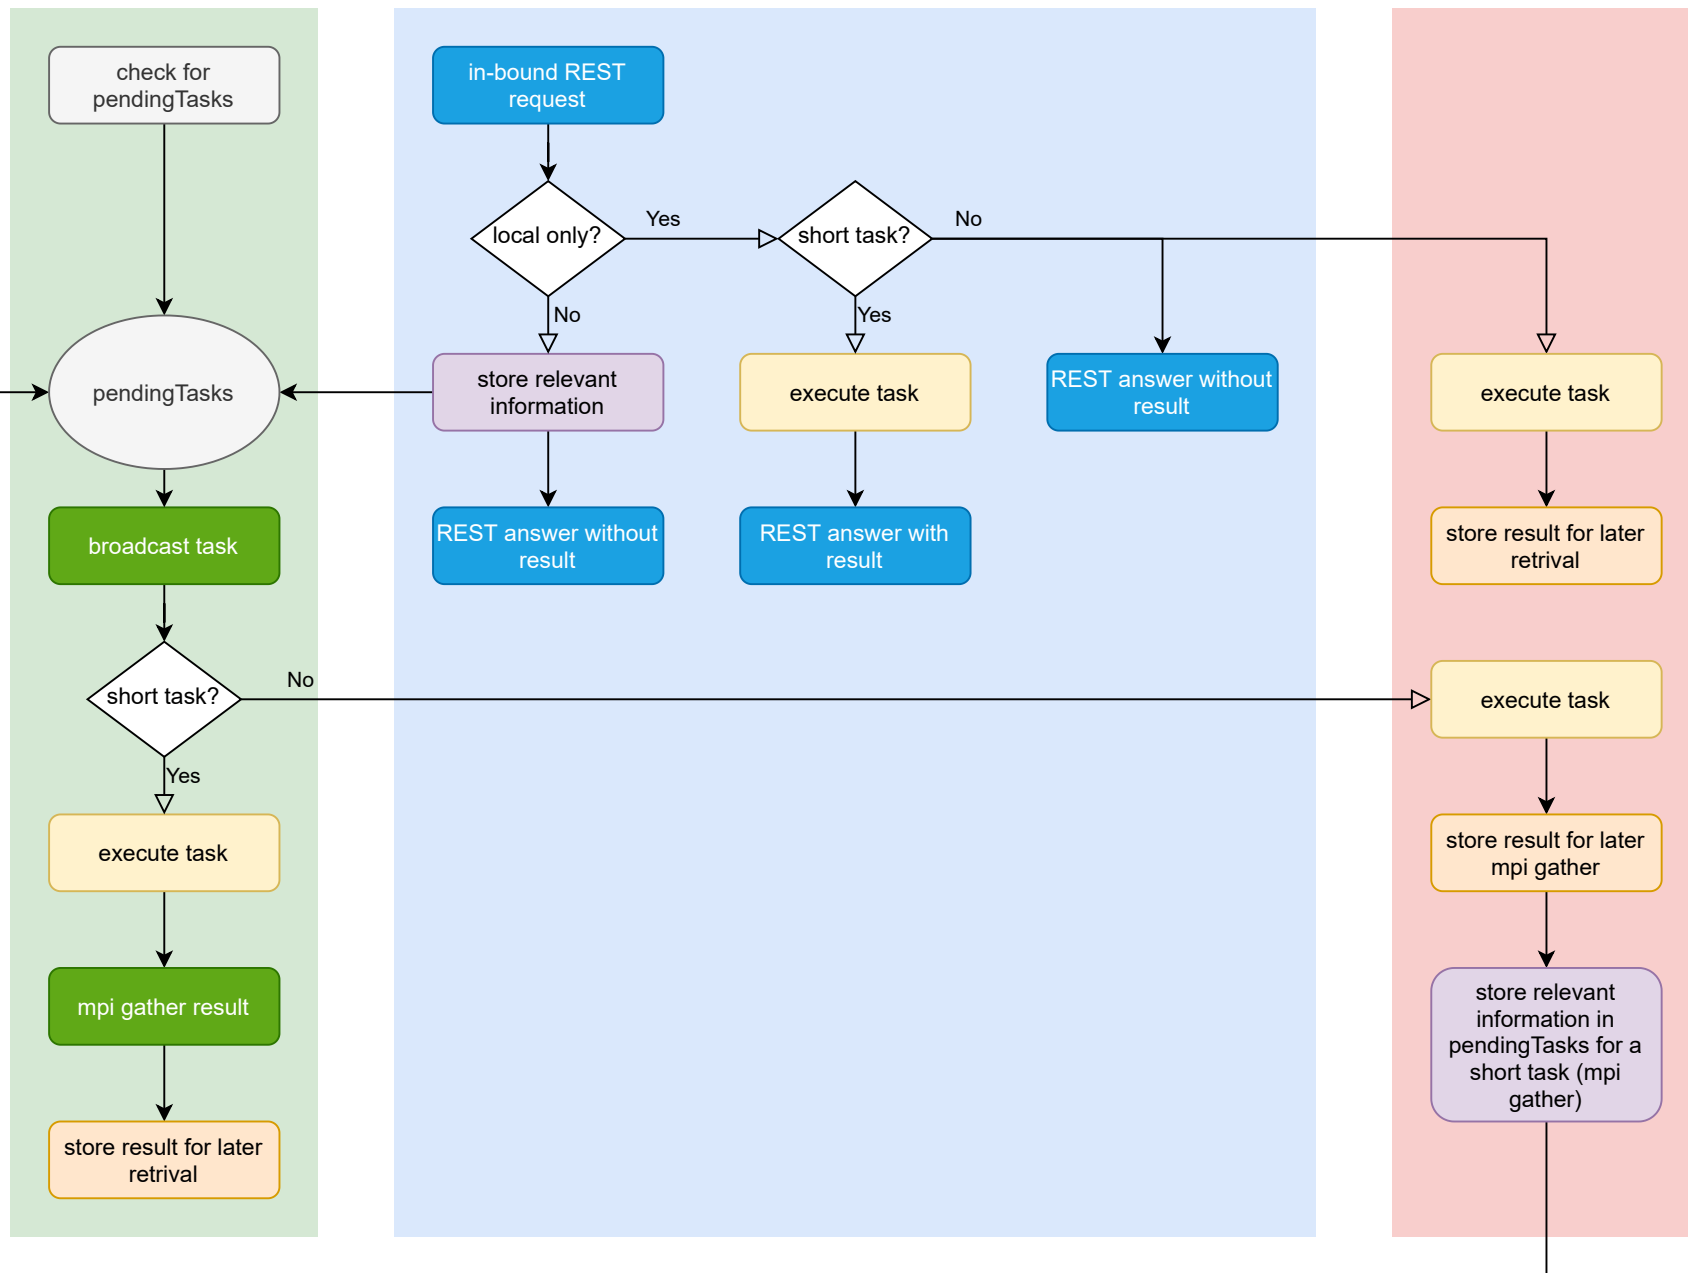 check for
pendingTasks
in-bound REST
request
local only?
Yes
short task?
No
No
Yes
pendingTasks
store relevant
information
execute task
REST answer without
result
execute task
broadcast task
REST answer without
result
REST answer with
result
store result for later
retrival
short task?
No
execute task
Yes
execute task
store result for later
mpi gather
mpi gather result
store relevant
information in
pendingTasks for a
short task (mpi
gather)
store result for later
retrival